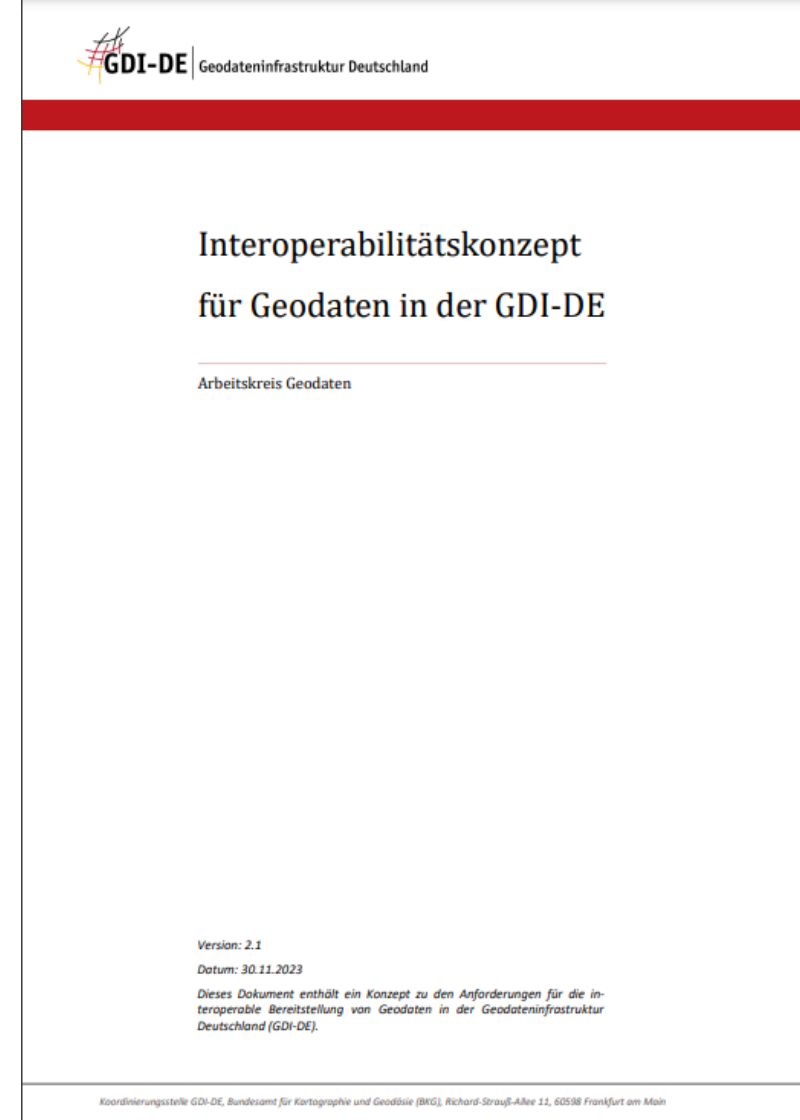 GDI-DE Geodateninfrastruktur Deutschland
Interoperabilitätskonzept
für Geodaten in der GDI-DE
Arbeitskreis Geodaten
Version: 2.1
Datum: 30.11.2023
Dieses Dokument enthält ein Konzept zu den Anforderungen für die in-
teroperable Bereitstellung von Geodaten in der Geodateninfrastruktur
Deutschland (GDI-DE).
Koordinierungsstelle GDI-DE, Bundesamt für Kartographie und Geodäsie (BKG), Richard-Strauß-Allee 11, 60598 Frankfurt am Main